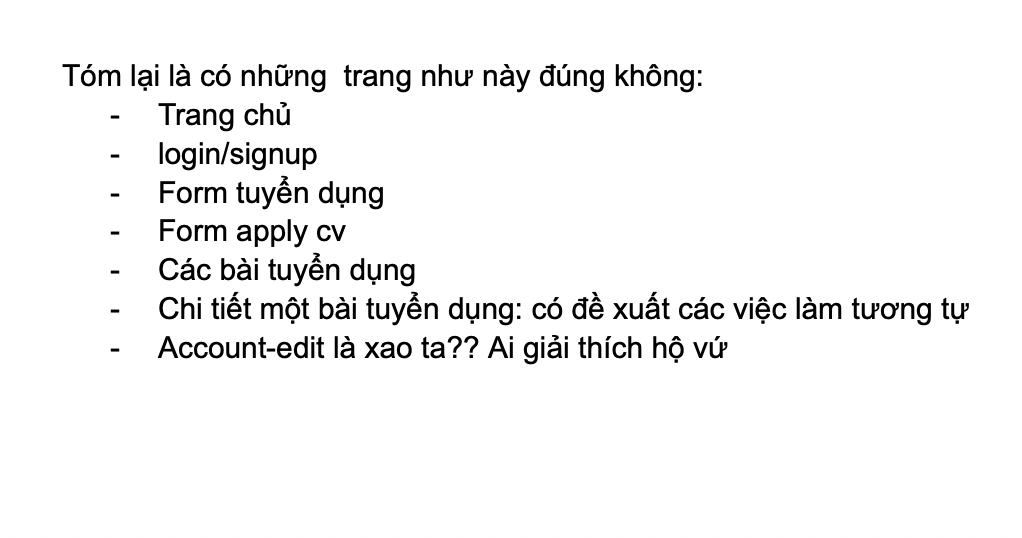 Tóm lại là có những  trang như này đúng không:
- Trang chủ
- login/signup
- Form tuyển dụng
- Form apply cv
- Các bài tuyển dụng
- Chi tiết một bài tuyển dụng: có đề xuất các việc làm tương tự
- Account-edit là xao ta?? Ai giải thích hộ vứ